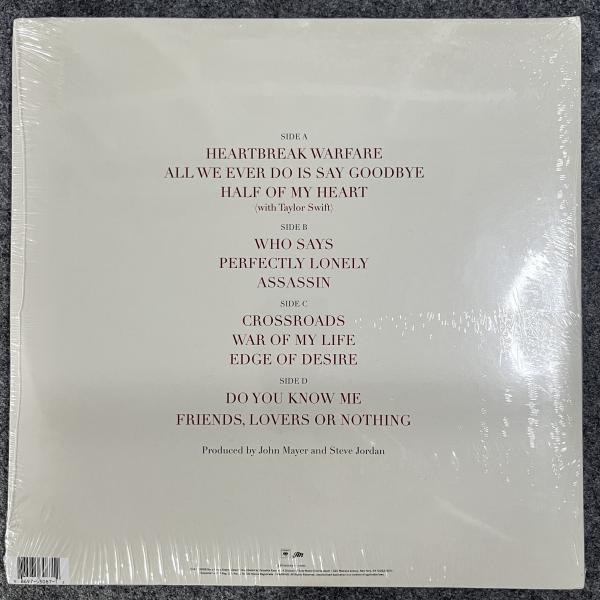 SIDE A
HEARTBREAK WARFARE
ALL WE EVER DO IS SAY GOODBYE
HALF OF MY HEART
(with Taylor Swift)
SIDE B
WHO SAYS
PERFECTLY LONELY
ASSASSIN
SIDE C
CROSSROADS
WAR OF MY LIFE
EDGE OF DESIRE
SIDE D
DO YOU KNOW ME
FRIENDS, LOVERS OR NOTHING
Produced by John Mayer and Steve Jordan